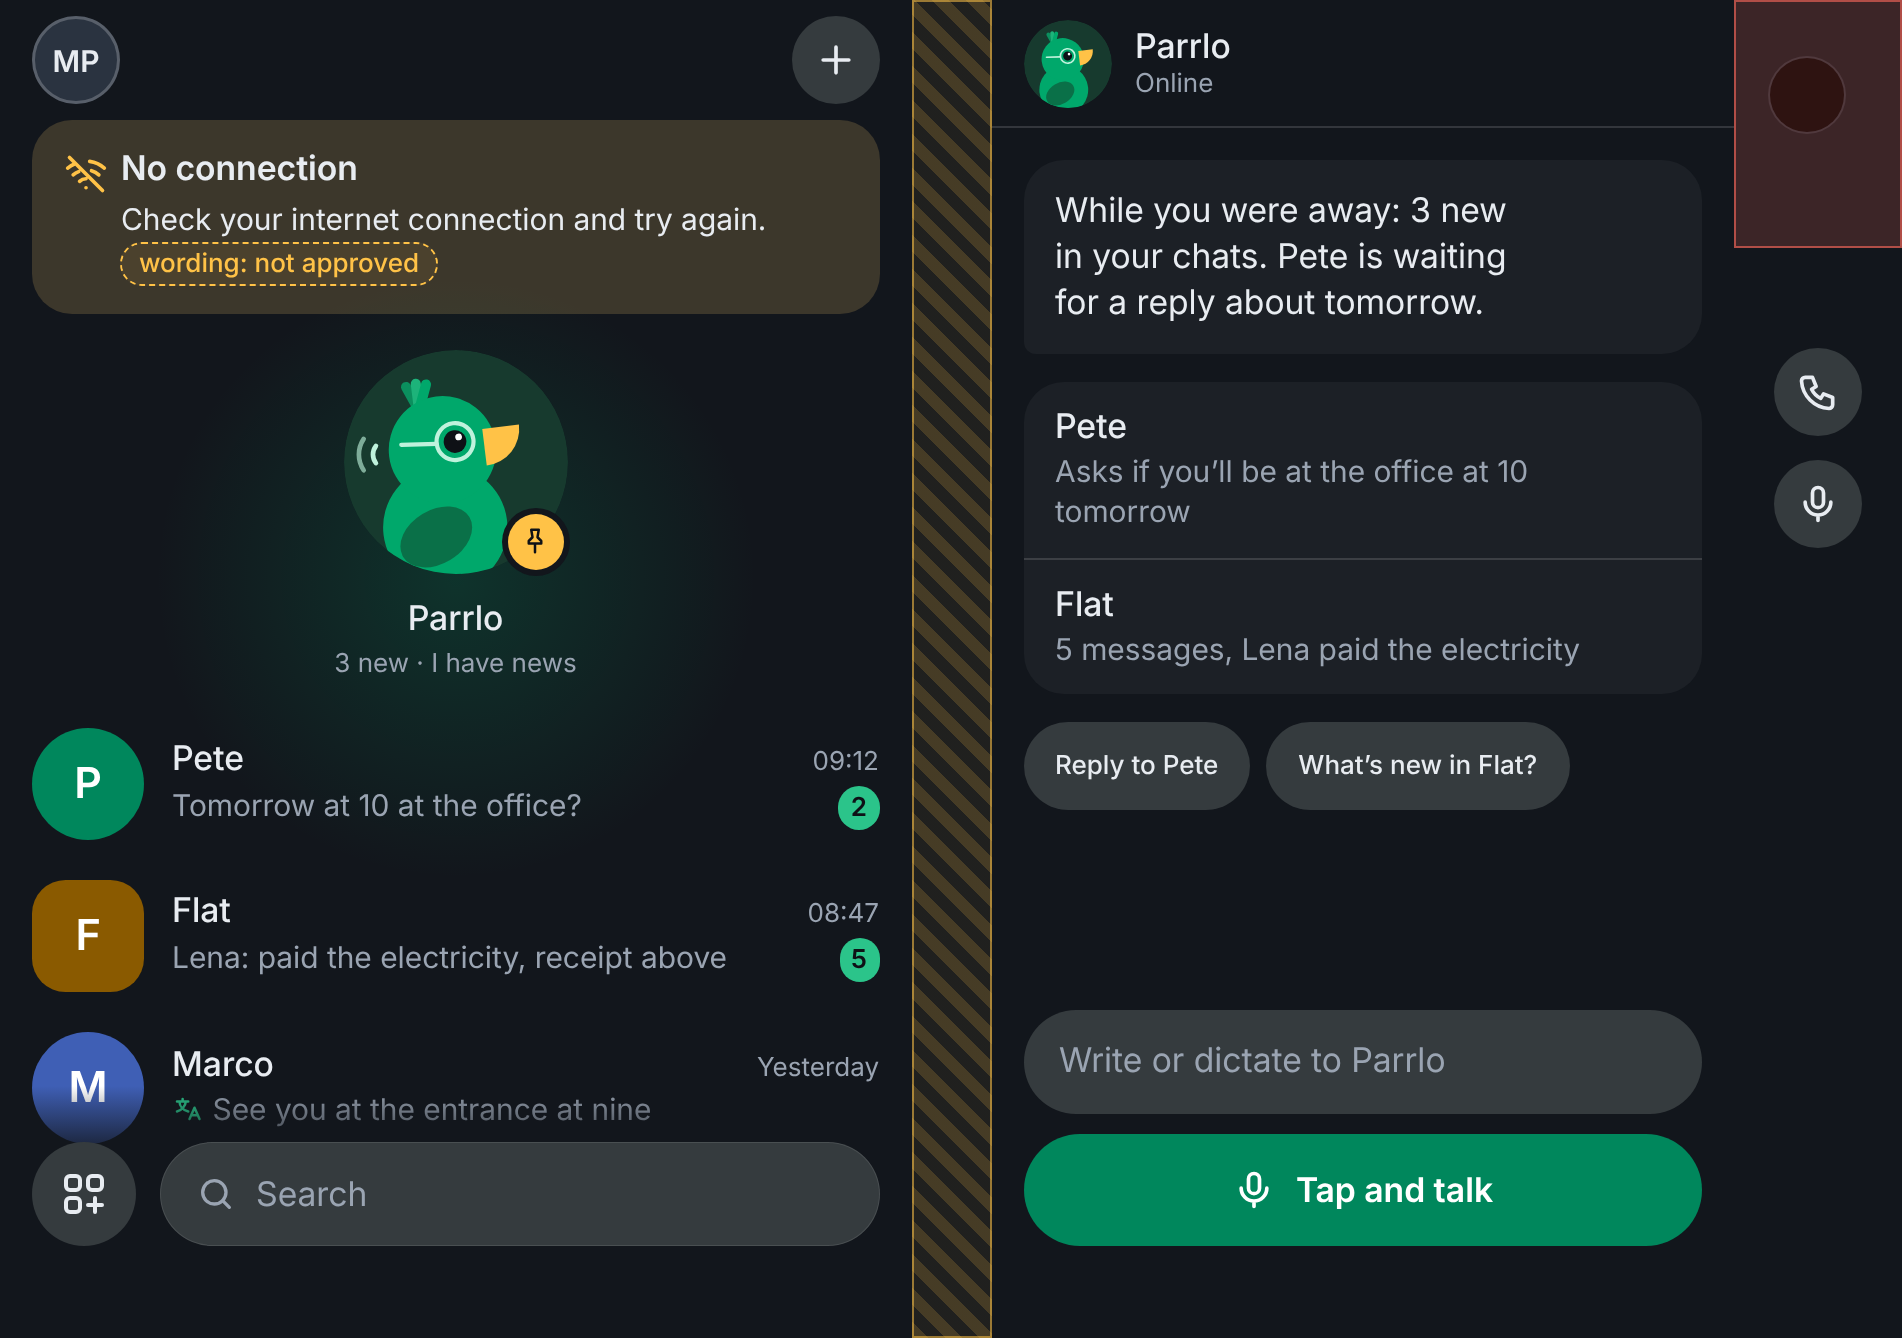 MP
No connection
Check your internet connection and try again.
wording: not approved
Parrlo
3 new · I have news
P
Pete
09:12
Tomorrow at 10 at the office?
2
F
Flat
08:47
Lena: paid the electricity, receipt above
5
M
Marco
Yesterday
See you at the entrance at nine
Search
Parrlo
Online
While you were away: 3 new
in your chats. Pete is waiting
for a reply about tomorrow.
Pete
Asks if you’ll be at the office at 10
tomorrow
Flat
5 messages, Lena paid the electricity
Reply to Pete
What’s new in Flat?
Write or dictate to Parrlo
Tap and talk